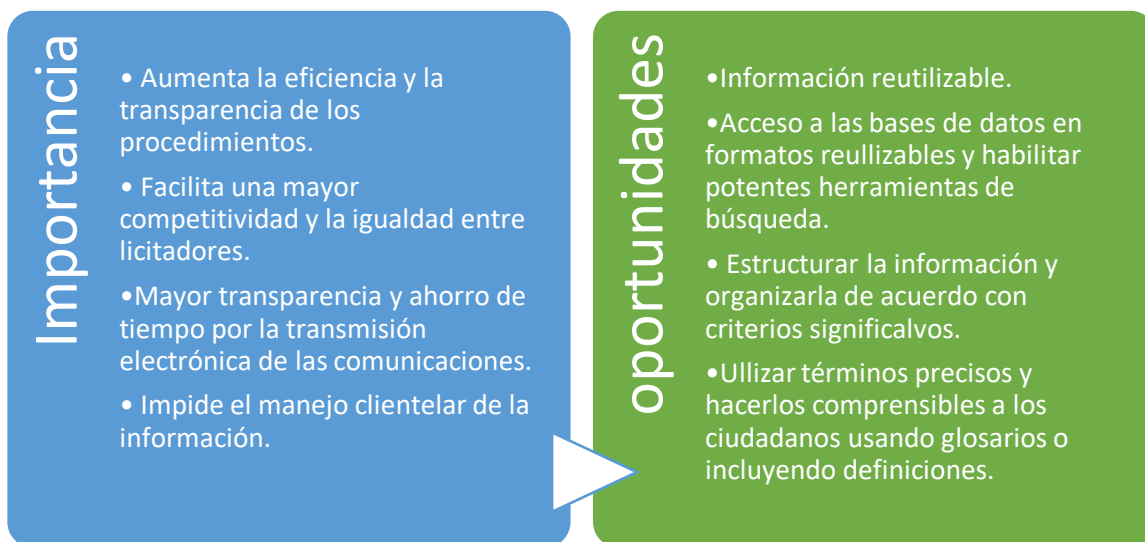 Importancia
• Aumenta la eficiencia y la
transparencia de los
procedimientos.
• Facilita una mayor
competitividad y la igualdad entre
licitadores.
•Mayor transparencia y ahorro de
tiempo por la transmisión
electrónica de las comunicaciones.
• Impide el manejo clientelar de la
información.
oportunidades
•Información reutilizable.
•Acceso a las bases de datos en
formatos reullizables y habilitar
potentes herramientas de
búsqueda.
• Estructurar la información y
organizarla de acuerdo con
criterios significalvos.
•Ullizar términos precisos y
hacerlos comprensibles a los
ciudadanos usando glosarios o
incluyendo definiciones.